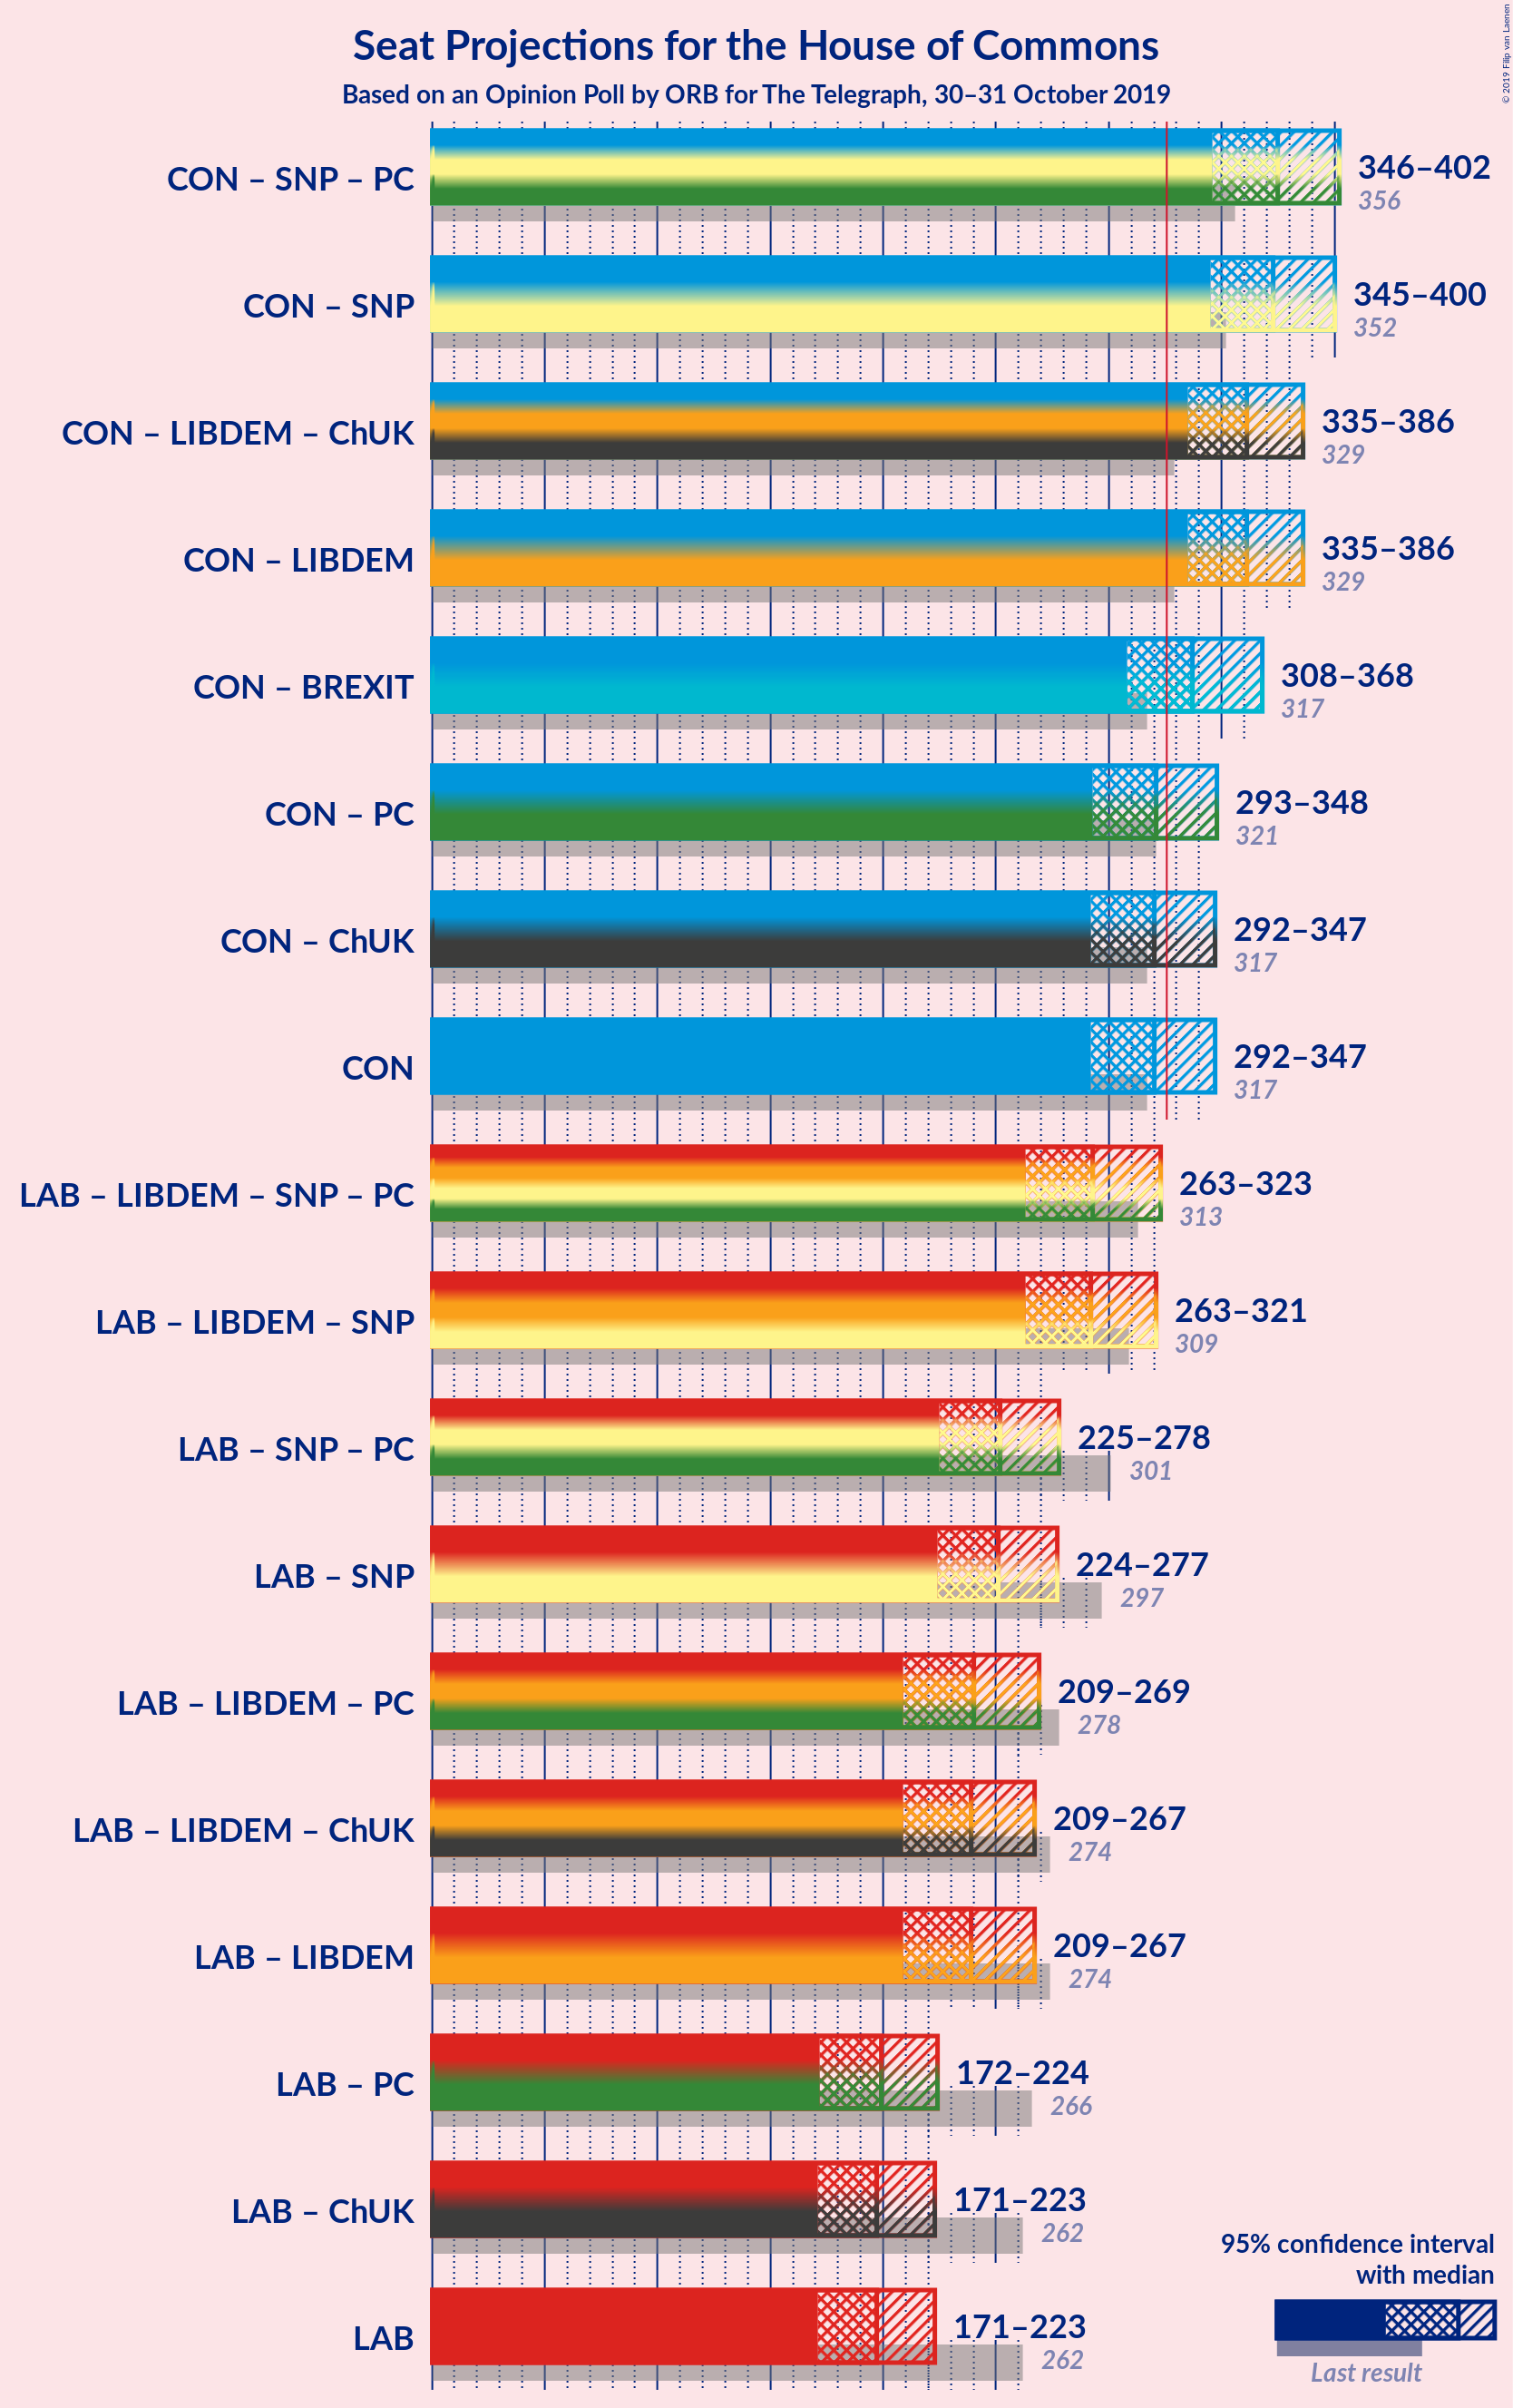 © 2019 Filip van Laenen
Seat Projections for the House of Commons
Based on an Opinion Poll by ORB for The Telegraph, 30–31 October 2019
CON – SNP – PC
346–402
356
CON – SNP
345–400
352
CON – LIBDEM – ChUK
335–386
329
CON – LIBDEM
335–386
329
CON – BREXIT
308–368
317
CON – PC
293–348
321
CON – ChUK
292–347
317
CON
292–347
317
LAB – LIBDEM – SNP – PC
263–323
313
LAB – LIBDEM – SNP
263–321
309
LAB – SNP – PC
225–278
301
LAB – SNP
224–277
297
LAB – LIBDEM – PC
209–269
278
LAB – LIBDEM – ChUK
209–267
274
LAB – LIBDEM
209–267
274
LAB – PC
172–224
266
LAB – ChUK
171–223
262
LAB
171–223
262
95% confidence interval
with median
Last result